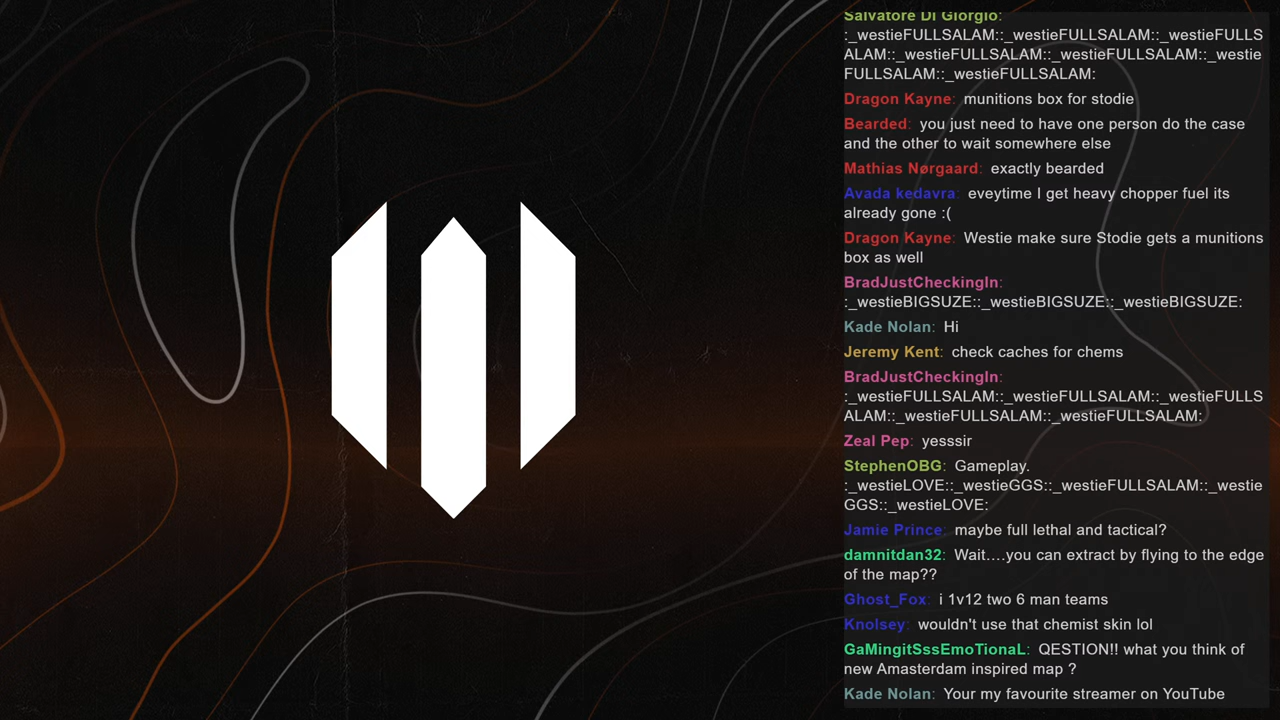 Salvatore Di Giorgio:
:_westieFULLSALAM::_westieFULLSALAM::_westieFULLS
ALAM::_westieFULLSALAM::_westieFULLSALAM::_westie
FULLSALAM::_westieFULLSALAM:
Dragon Kayne: munitions box for stodie
Bearded: you just need to have one person do the case
and the other to wait somewhere else
Mathias Nørgaard: exactly bearded
Avada kedavra: eveytime I get heavy chopper fuel its
already gone :(
Dragon Kayne: Westie make sure Stodie gets a munitions
box as well
BradJustCheckingIn:
:_westieBIGSUZE::_westieBIGSUZE::_westieBIGSUZE:
Kade Nolan: Hi
Jeremy Kent: check caches for chems
BradJustCheckingIn:
:_westieFULLSALAM::_westieFULLSALAM::_westieFULLS
ALAM::_westieFULLSALAM::_westieFULLSALAM:
Zeal Pep: yesssir
StephenOBG: Gameplay.
:_westieLOVE::_westieGGS::_westieFULLSALAM::_westie
GGS::_westieLOVE:
Jamie Prince: maybe full lethal and tactical?
damnitdan32: Wait….you can extract by flying to the edge
of the map??
Ghost_Fox: i 1v12 two 6 man teams
Knolsey: wouldn't use that chemist skin lol
GaMingitSssEmoTionaL: QESTION!! what you think of
new Amasterdam inspired map ?
Kade Nolan: Your my favourite streamer on YouTube